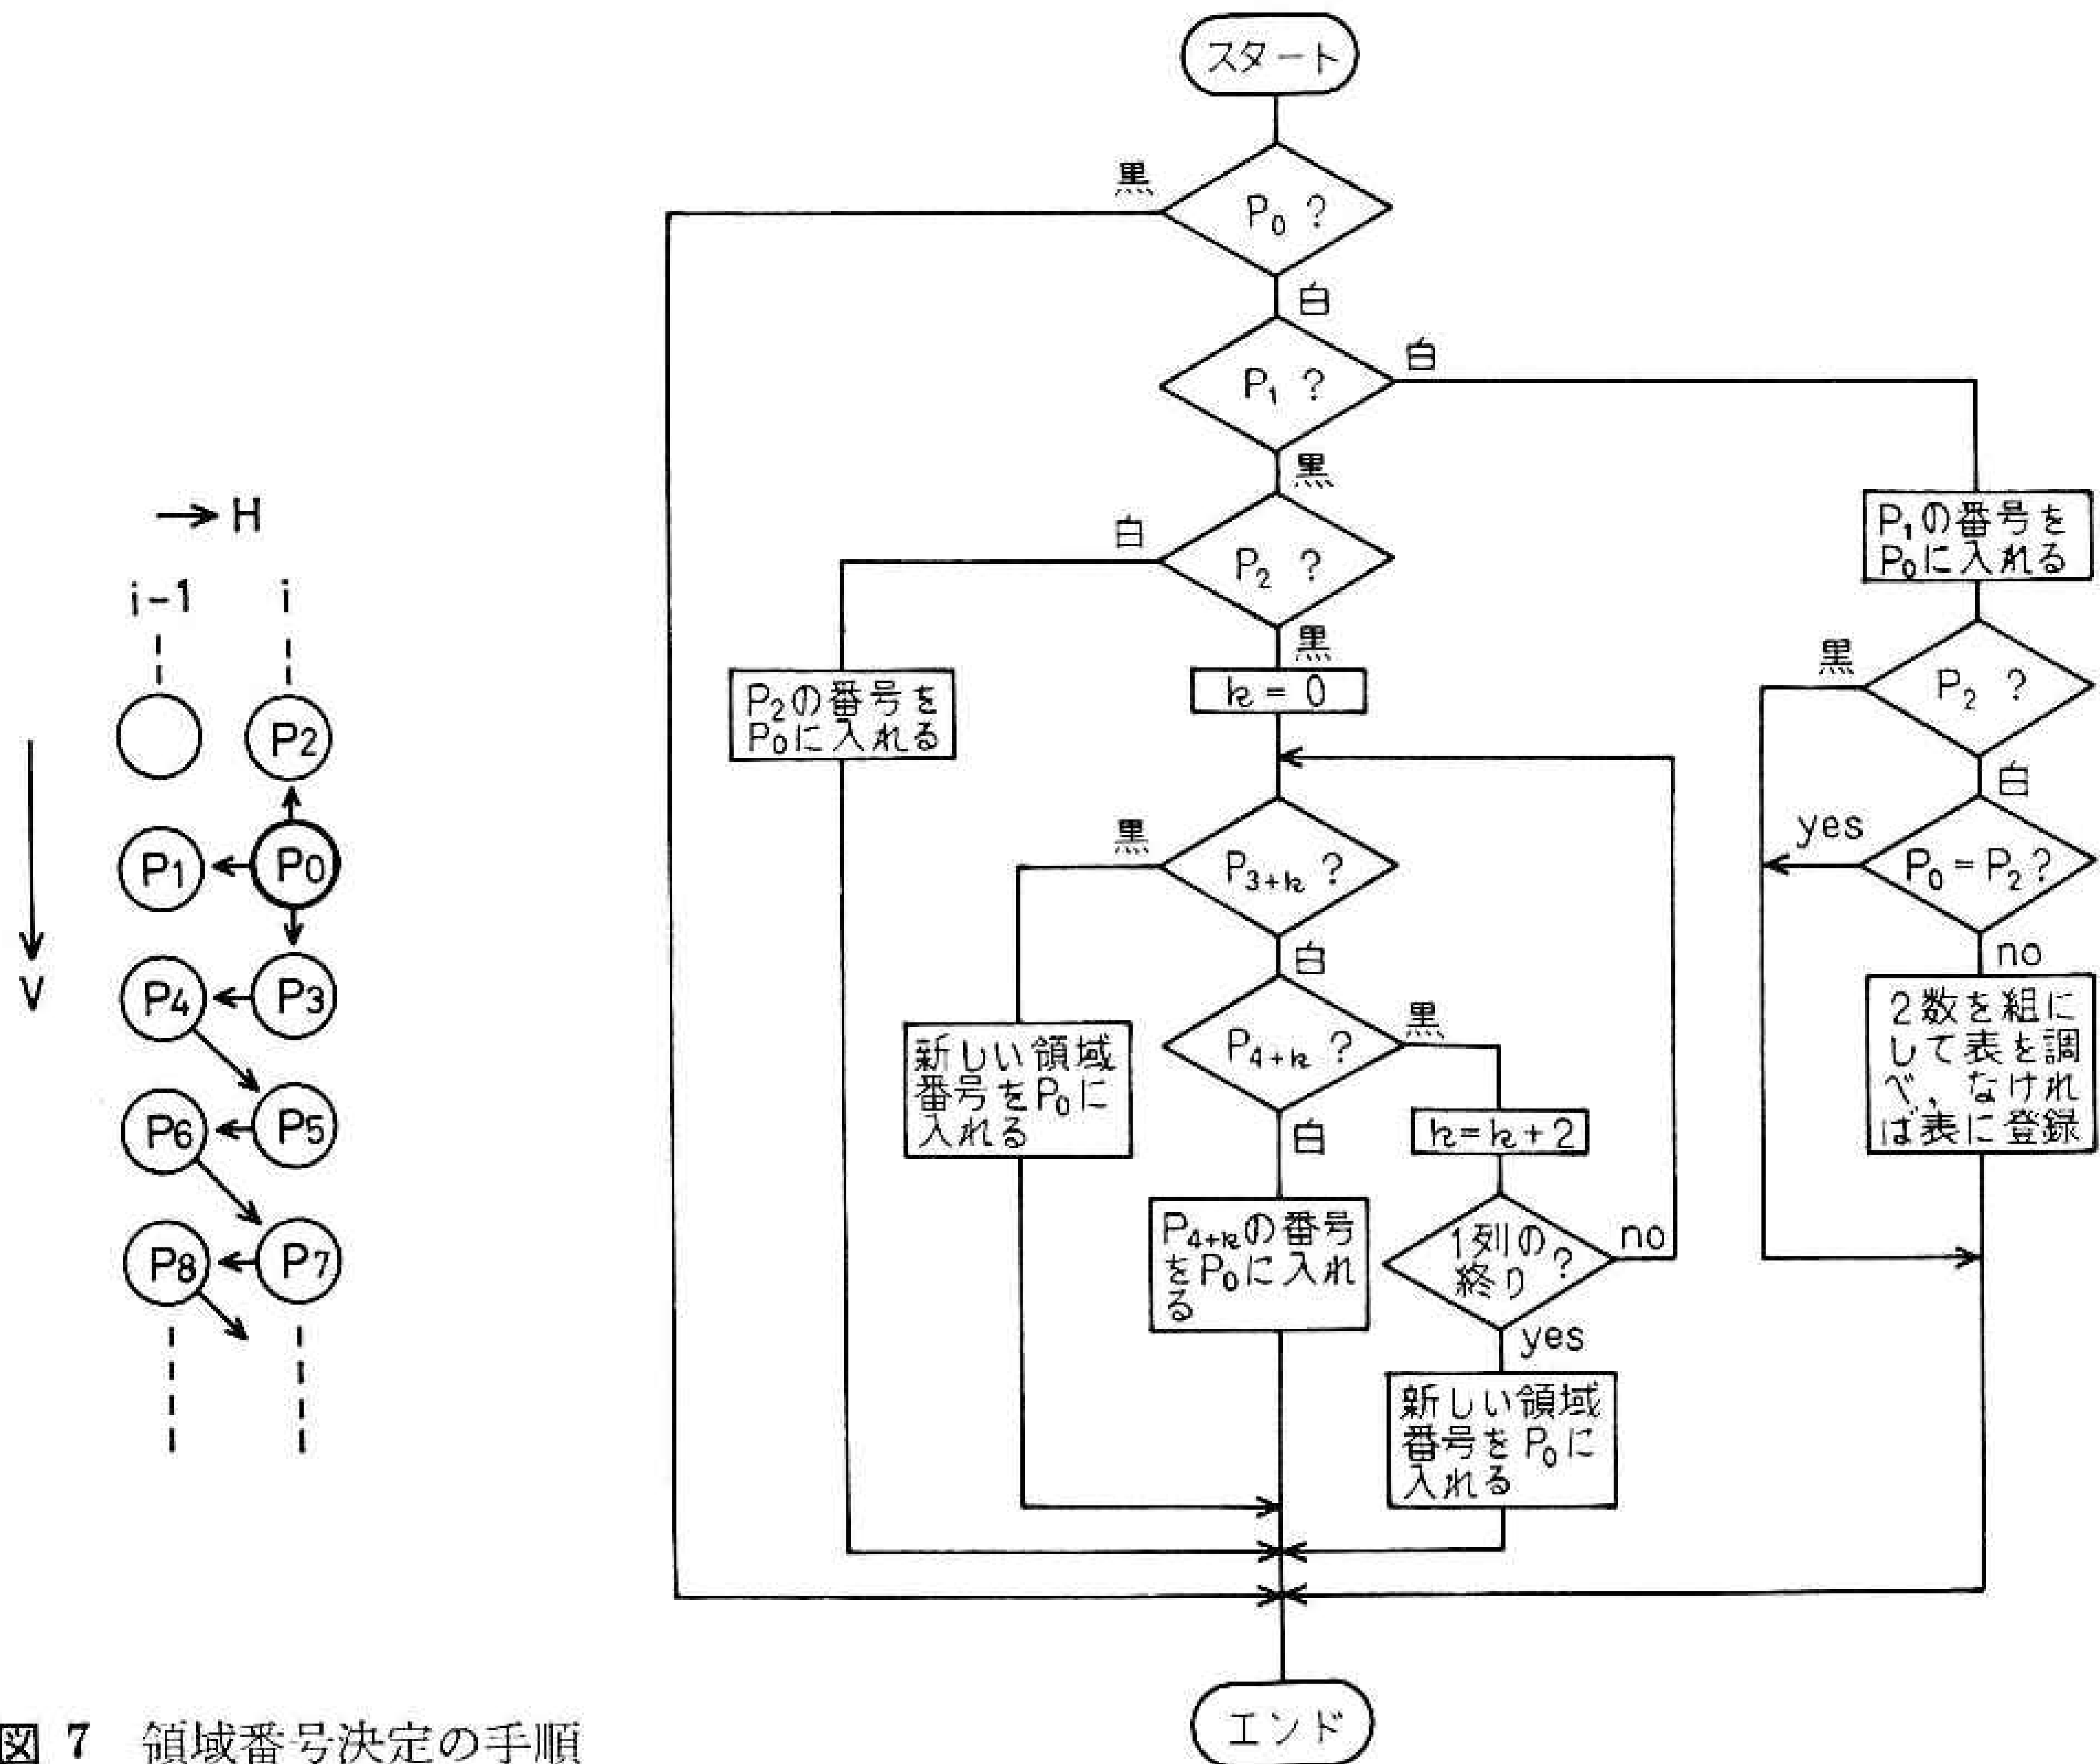 →H
i-1
i
V
P2
P1
P0
P4
P3
P6
P5
P8
P7
スタート
P0 ?
黒
白
P1 ?
白
黒
P2 ?
白
黒
P2の番号を
P0に入れる
k = 0
P3+k ?
黒
白
新しい領域
番号をP0に
入れる
P4+k ?
黒
白
P4+kの番号
をP0に入れ
る
k=k+2
1列の
終り ?
no
yes
新しい領域
番号をP0に
入れる
P1の番号を
P0に入れる
P2 ?
黒
白
P0 = P2 ?
yes
no
2数を組に
して表を調
べ、なけれ
ば表に登録
エンド
図 7 領域番号決定の手順